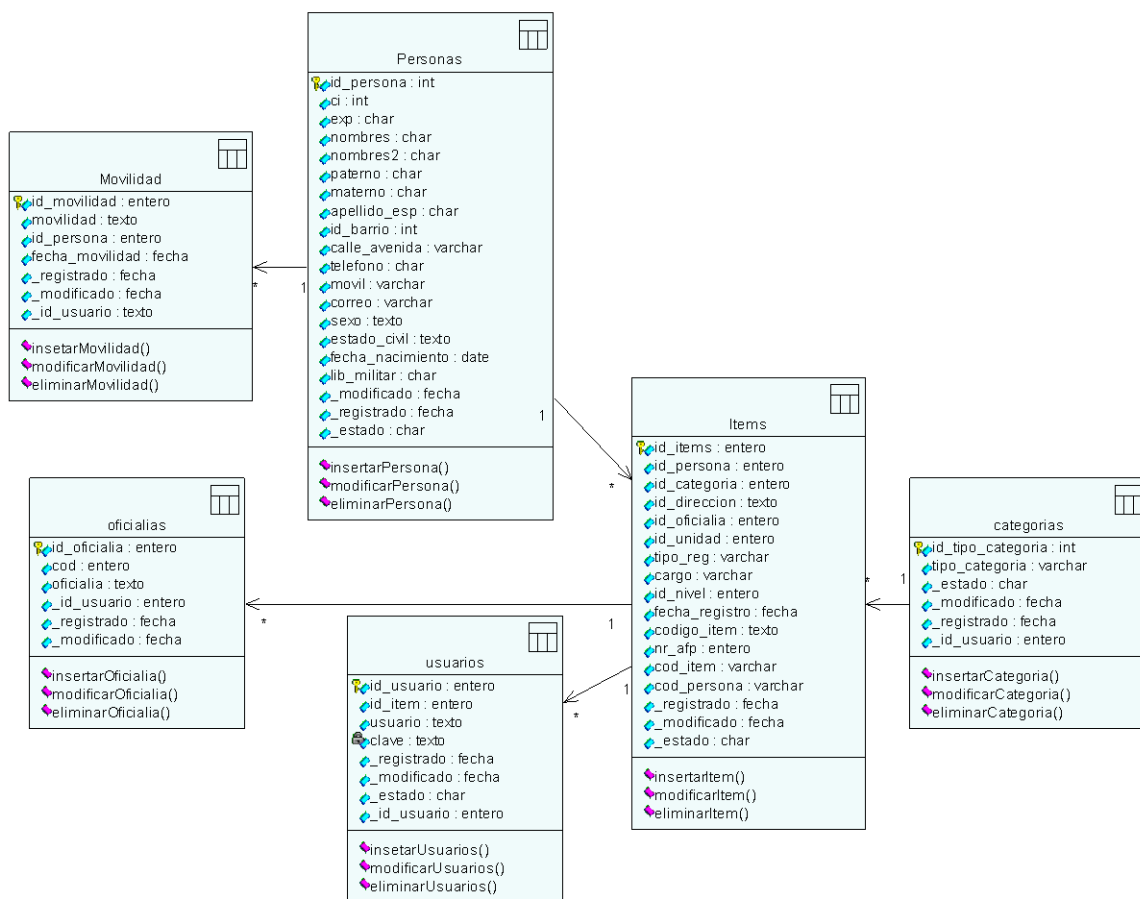 Personas
id_persona : int
ci : int
exp : char
nombres : char
nombres2 : char
paterno : char
materno : char
apellido_esp : char
id_barrio : int
calle_avenida : varchar
telefono : char
movil : varchar
correo : varchar
sexo : texto
estado_civil : texto
fecha_nacimiento : date
lib_militar : char
_modificado : fecha
_registrado : fecha
_estado : char
insertarPersona()
modificarPersona()
eliminarPersona()
Movilidad
id_movilidad : entero
movilidad : texto
id_persona : entero
fecha_movilidad : fecha
_registrado : fecha
_modificado : fecha
_id_usuario : texto
insetarMovilidad()
modificarMovilidad()
eliminarMovilidad()
*
1
1
*
Items
id_items : entero
id_persona : entero
id_categoria : entero
id_direccion : texto
id_oficialia : entero
id_unidad : entero
tipo_reg : varchar
cargo : varchar
id_nivel : entero
fecha_registro : fecha
codigo_item : texto
nr_afp : entero
cod_item : varchar
cod_persona : varchar
_registrado : fecha
_modificado : fecha
_estado : char
insertarItem()
modificarItem()
eliminarItem()
oficialias
id_oficialia : entero
cod : entero
oficialia : texto
_id_usuario : entero
_registrado : fecha
_modificado : fecha
insertarOficialia()
modificarOficialia()
eliminarOficialia()
*
1
categorias
id_tipo_categoria : int
tipo_categoria : varchar
_estado : char
_modificado : fecha
_registrado : fecha
_id_usuario : entero
insertarCategoria()
modificarCategoria()
eliminarCategoria()
*
1
usuarios
id_usuario : entero
id_item : entero
usuario : texto
clave : texto
_registrado : fecha
_modificado : fecha
_estado : char
_id_usuario : entero
insetarUsuarios()
modificarUsuarios()
eliminarUsuarios()
1
*